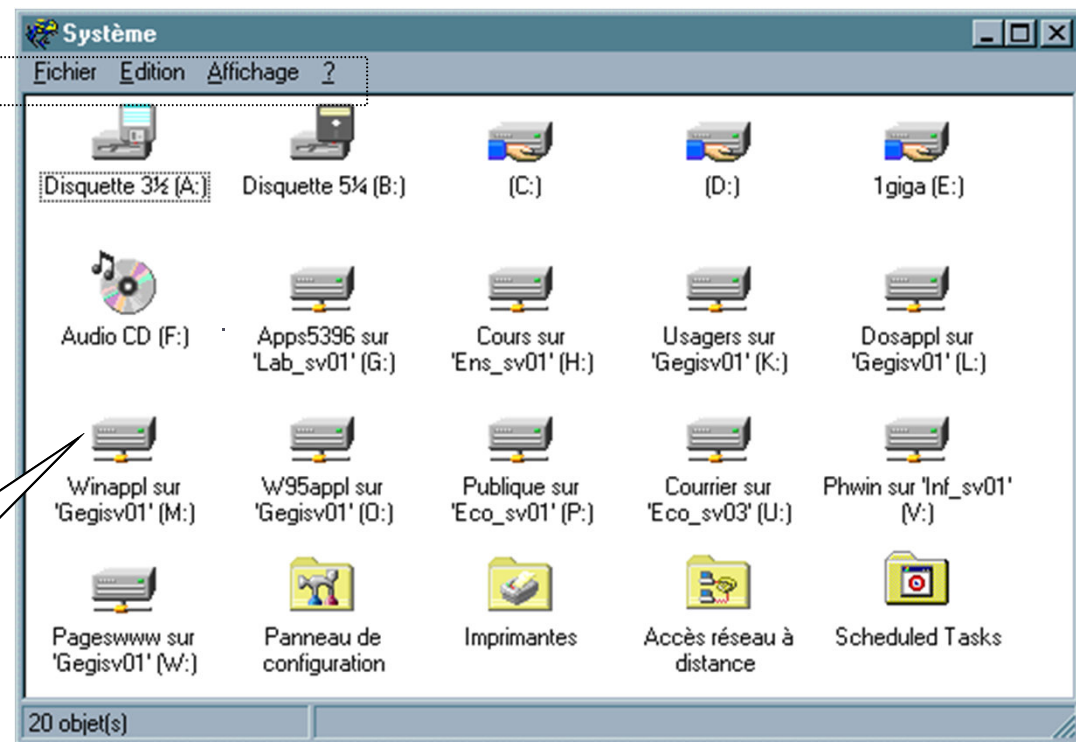 Système
Fichier Edition Affichage ?
Disquette 3½ (A:) Disquette 5¼ (B:) (C:) (D:) 1giga (E:)
Audio CD (F:) Apps5396 sur Cours sur Usagers sur Dosappl sur
'Lab_sv01' (G:) 'Ens_sv01' (H:) 'Gegisv01' (K:) 'Gegisv01' (L:)
Winappl sur W95appl sur Publique sur Courrier sur Phwin sur 'Inf_sv01'
'Gegisv01' (M:) 'Gegisv01' (O:) 'Eco_sv01' (P:) 'Eco_sv03' (U:) (V:)
Pageswww sur Panneau de Imprimantes Accès réseau à Scheduled Tasks
'Gegisv01' (W:) configuration distance
20 objet(s)